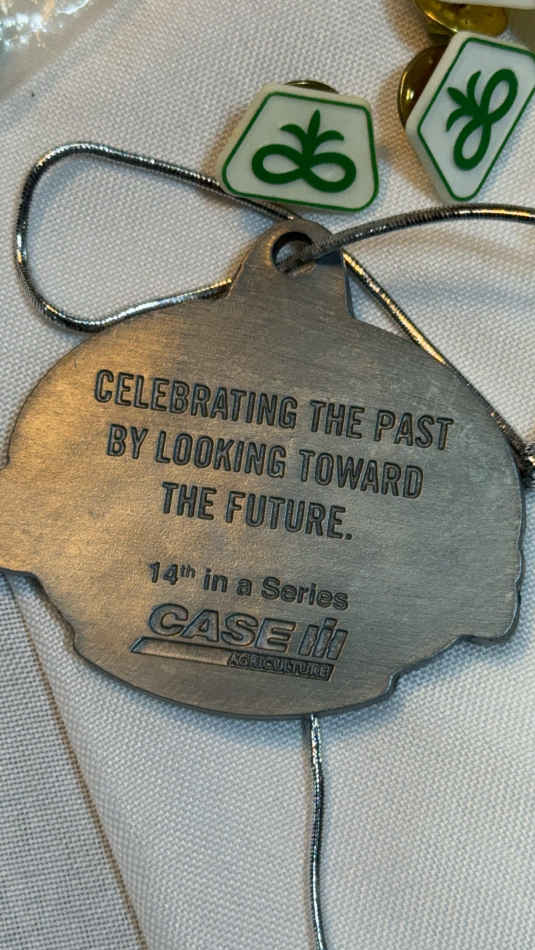 CELEBRATING THE PAST
BY LOOKING TOWARD
THE FUTURE.
14th in a Series
CASE IH
AGRICULTURE